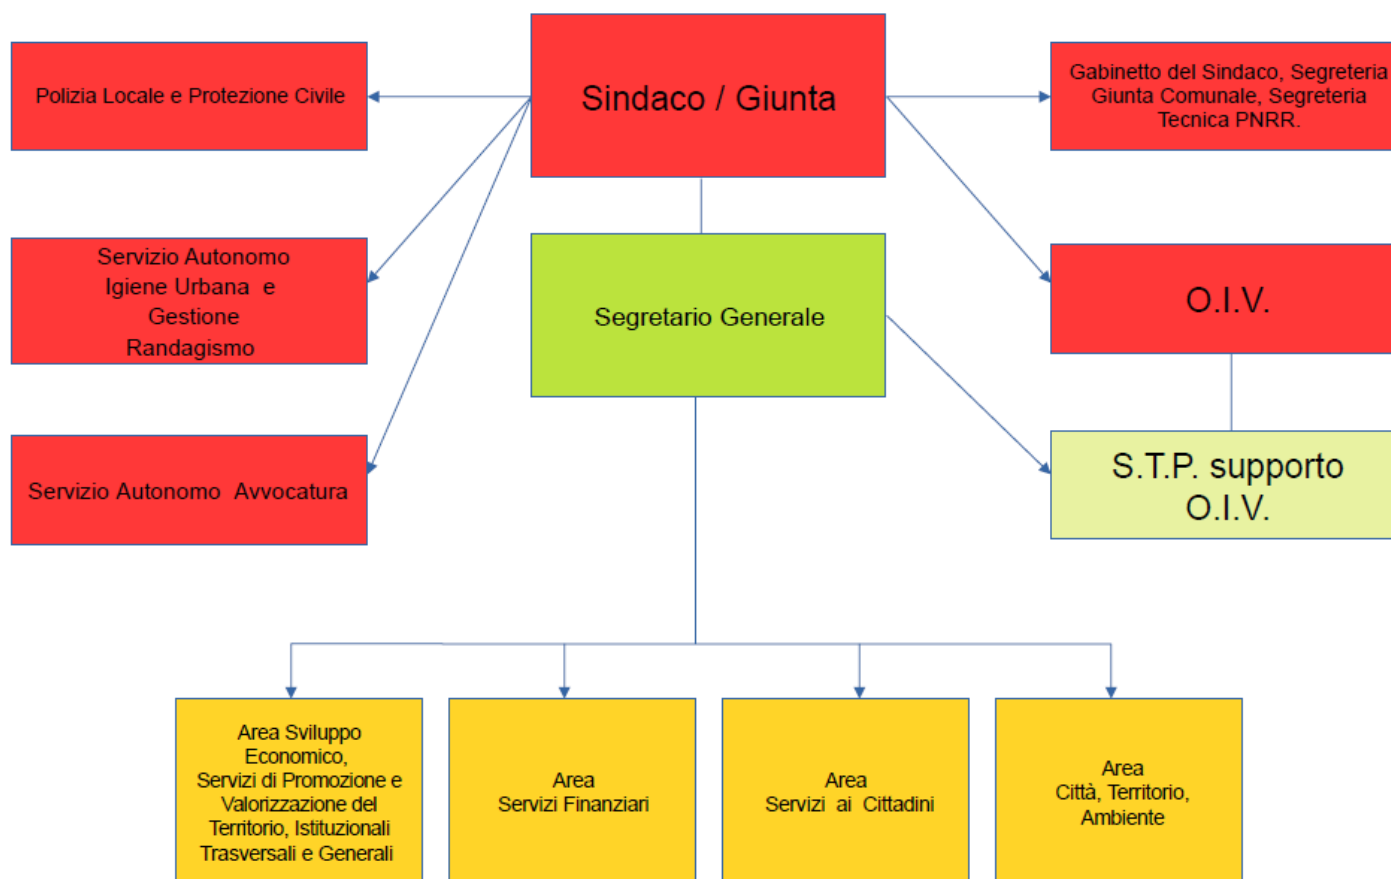 Sindaco / Giunta
Polizia Locale e Protezione Civile
Gabinetto del Sindaco, Segreteria
Giunta Comunale, Segreteria
Tecnica PNRR.
Servizio Autonomo
Igiene Urbana e
Gestione
Randagismo
Segretario Generale
O.I.V.
Servizio Autonomo Avvocatura
S.T.P. supporto
O.I.V.
Area Sviluppo
Economico,
Servizi di Promozione e
Valorizzazione del
Territorio, Istituzionali
Trasversali e Generali
Area
Servizi Finanziari
Area
Servizi ai Cittadini
Area
Città, Territorio,
Ambiente